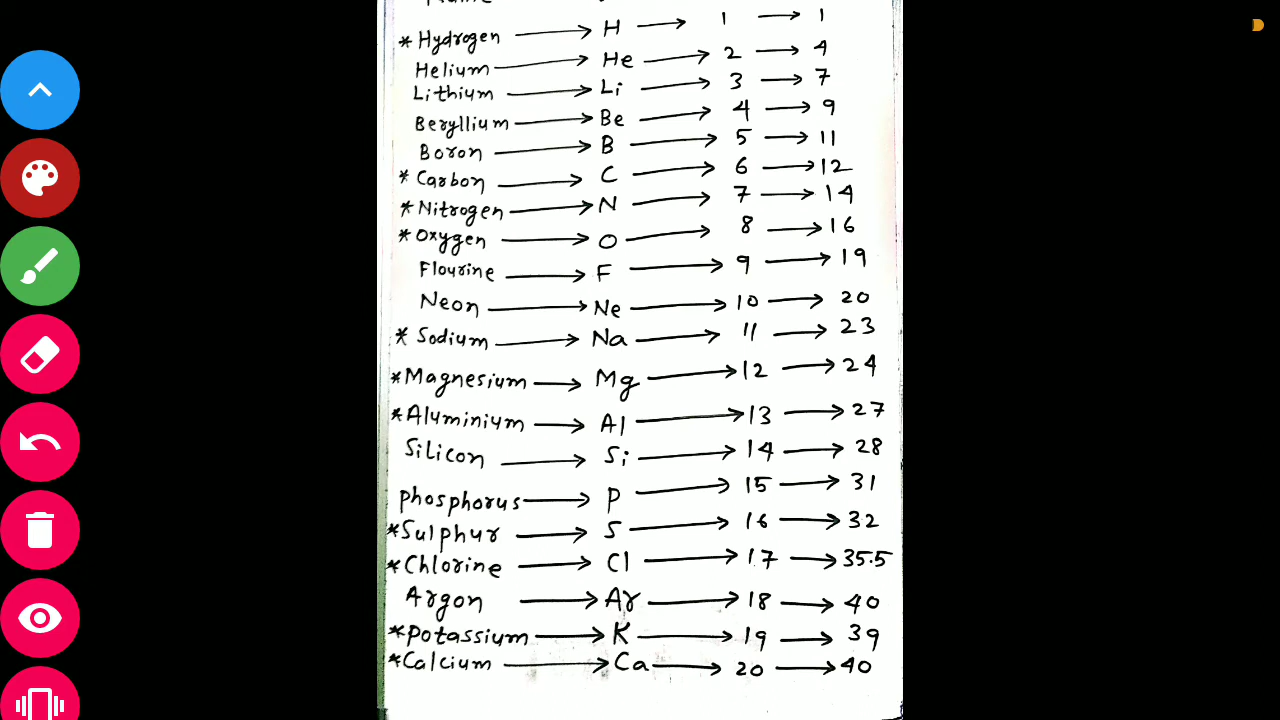 *Hydrogen → H → 1 → 1
Helium → He → 2 → 4
Lithium → Li → 3 → 7
Beryllium → Be → 4 → 9
Boron → B → 5 → 11
*Carbon → C → 6 → 12
*Nitrogen → N → 7 → 14
*Oxygen → O → 8 → 16
Flourine → F → 9 → 19
Neon → Ne → 10 → 20
*Sodium → Na → 11 → 23
*Magnesium → Mg → 12 → 24
*Aluminium → Al → 13 → 27
Silicon → Si → 14 → 28
phosphorus → P → 15 → 31
*Sulphur → S → 16 → 32
*Chlorine → Cl → 17 → 35.5
Argon → Ar → 18 → 40
*potassium → K → 19 → 39
*Calcium → Ca → 20 → 40